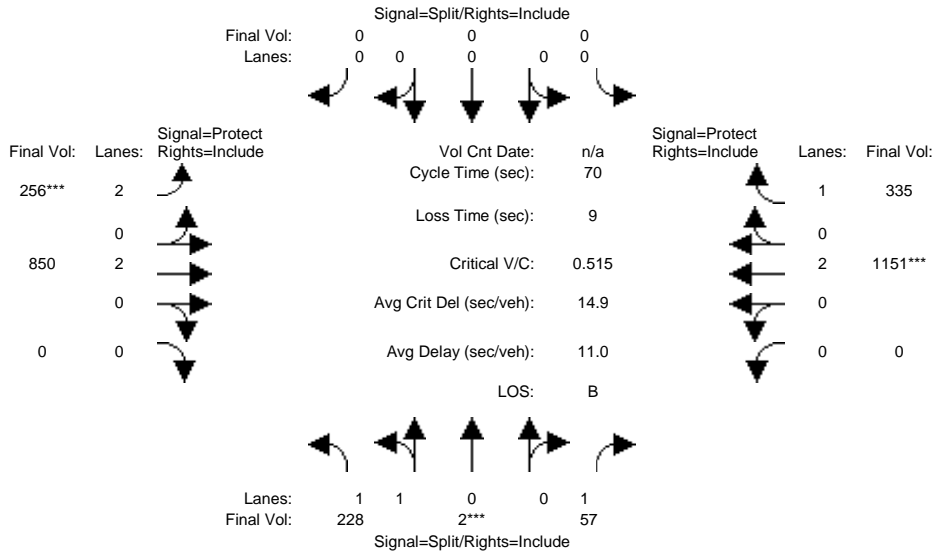 Signal=Split/Rights=Include
Final Vol: 0 0 0
Lanes: 0 0 0 0 0
Signal=Protect Signal=Protect
Final Vol: Lanes: Rights=Include Vol Cnt Date: n/a Rights=Include Lanes: Final Vol:
Cycle Time (sec): 70
256*** 2 1 335
Loss Time (sec): 9
0 0
850 2 Critical V/C: 0.515 2 1151***
0 Avg Crit Del (sec/veh): 14.9 0
0 0 Avg Delay (sec/veh): 11.0 0 0
LOS: B
Lanes: 1 1 0 0 1
Final Vol: 228 2*** 57
Signal=Split/Rights=Include